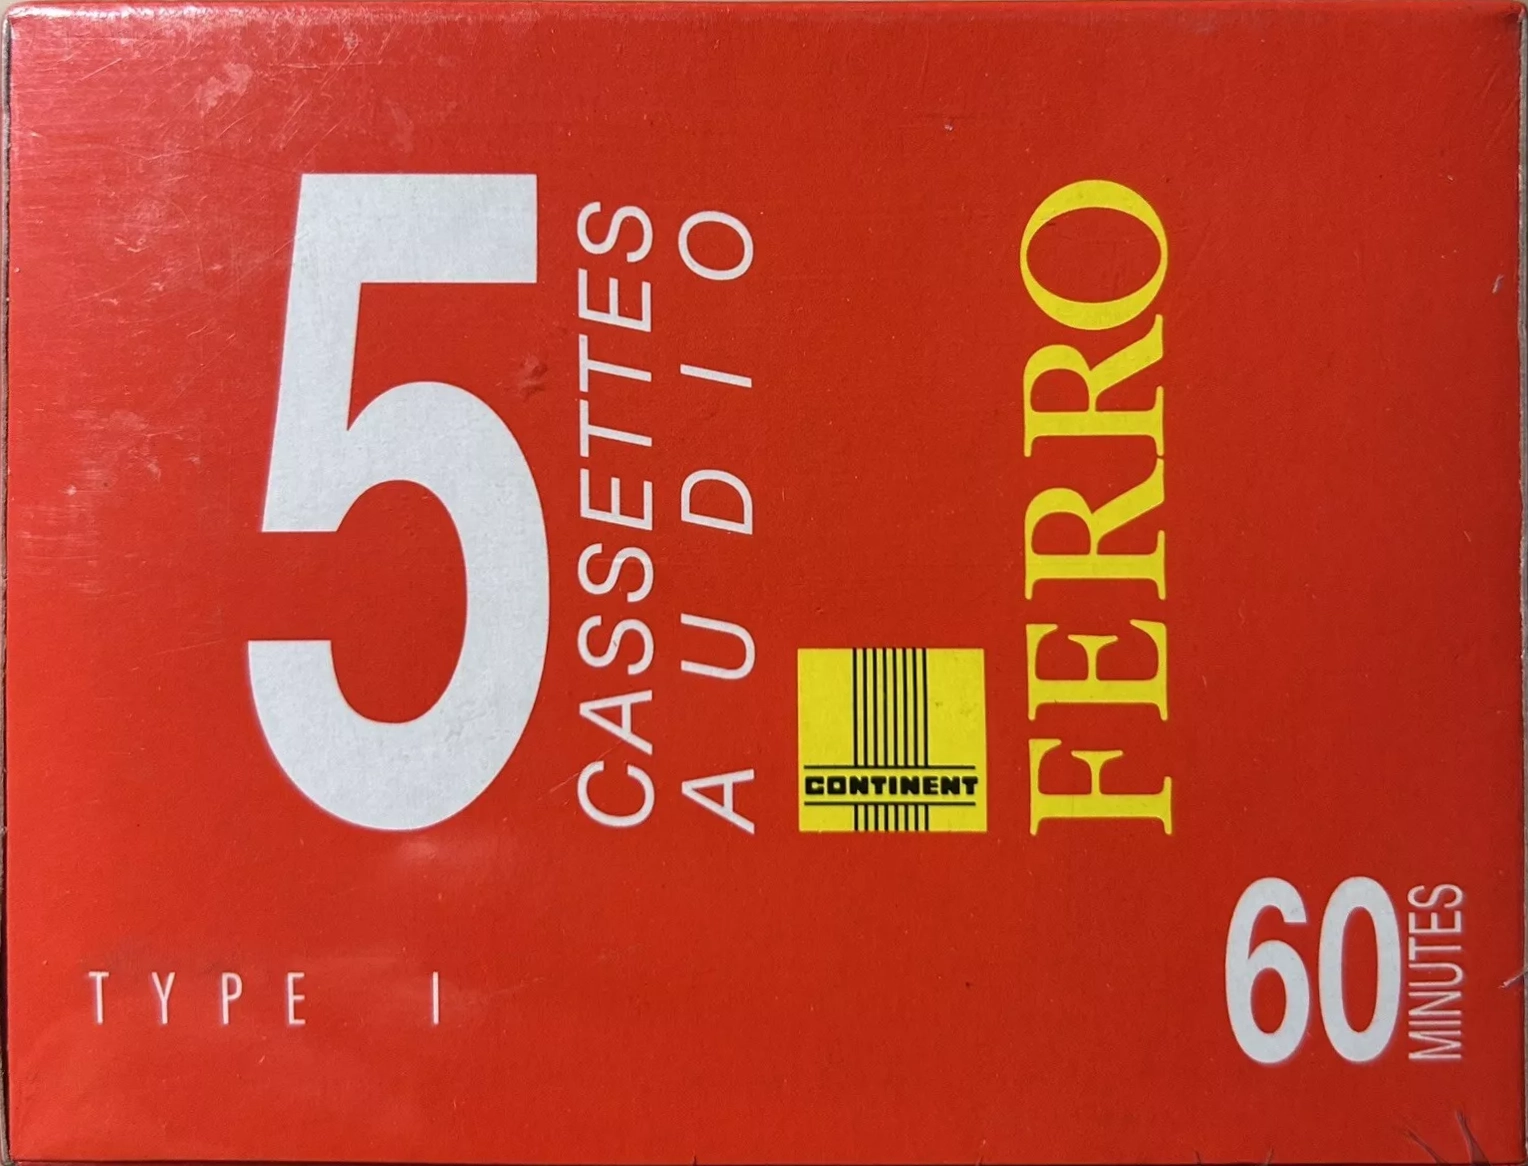 5
CASSETTES
AUDIO
CONTINENT
FERRO
TYPE I
60
MINUTES